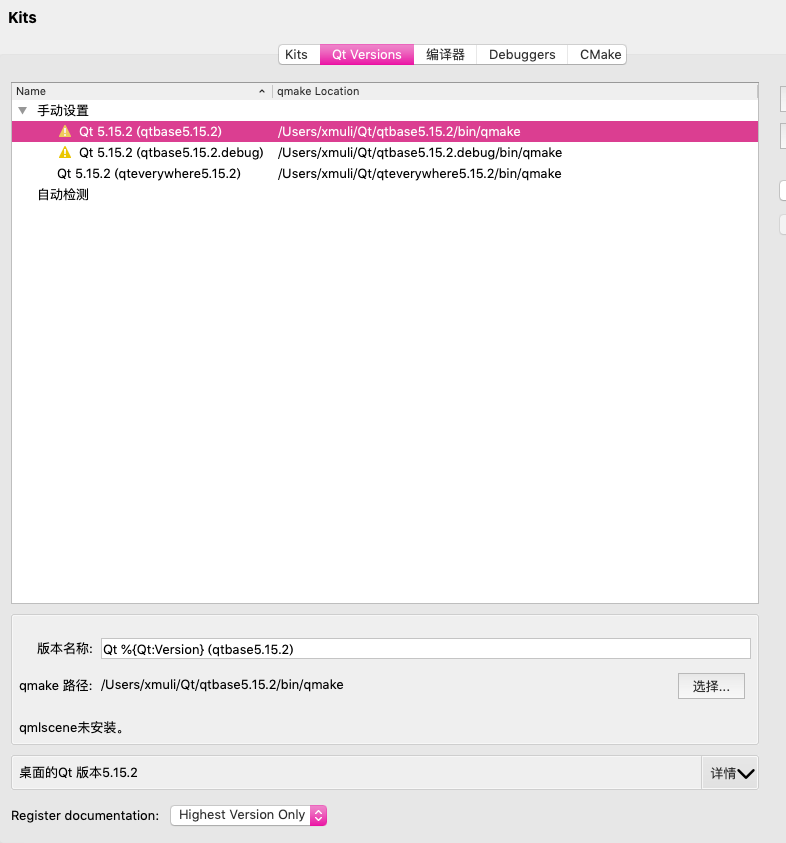 Kits
Kits Qt Versions 编译器 Debuggers CMake
Name qmake Location
手动设置
Qt 5.15.2 (qtbase5.15.2) /Users/xmuli/Qt/qtbase5.15.2/bin/qmake
Qt 5.15.2 (qtbase5.15.2.debug) /Users/xmuli/Qt/qtbase5.15.2.debug/bin/qmake
Qt 5.15.2 (qteverywhere5.15.2) /Users/xmuli/Qt/qteverywhere5.15.2/bin/qmake
自动检测
版本名称: Qt %{Qt:Version} (qtbase5.15.2)
qmake 路径: /Users/xmuli/Qt/qtbase5.15.2/bin/qmake 选择...
qmlscene未安装。
桌面的Qt 版本5.15.2 详情
Register documentation: Highest Version Only